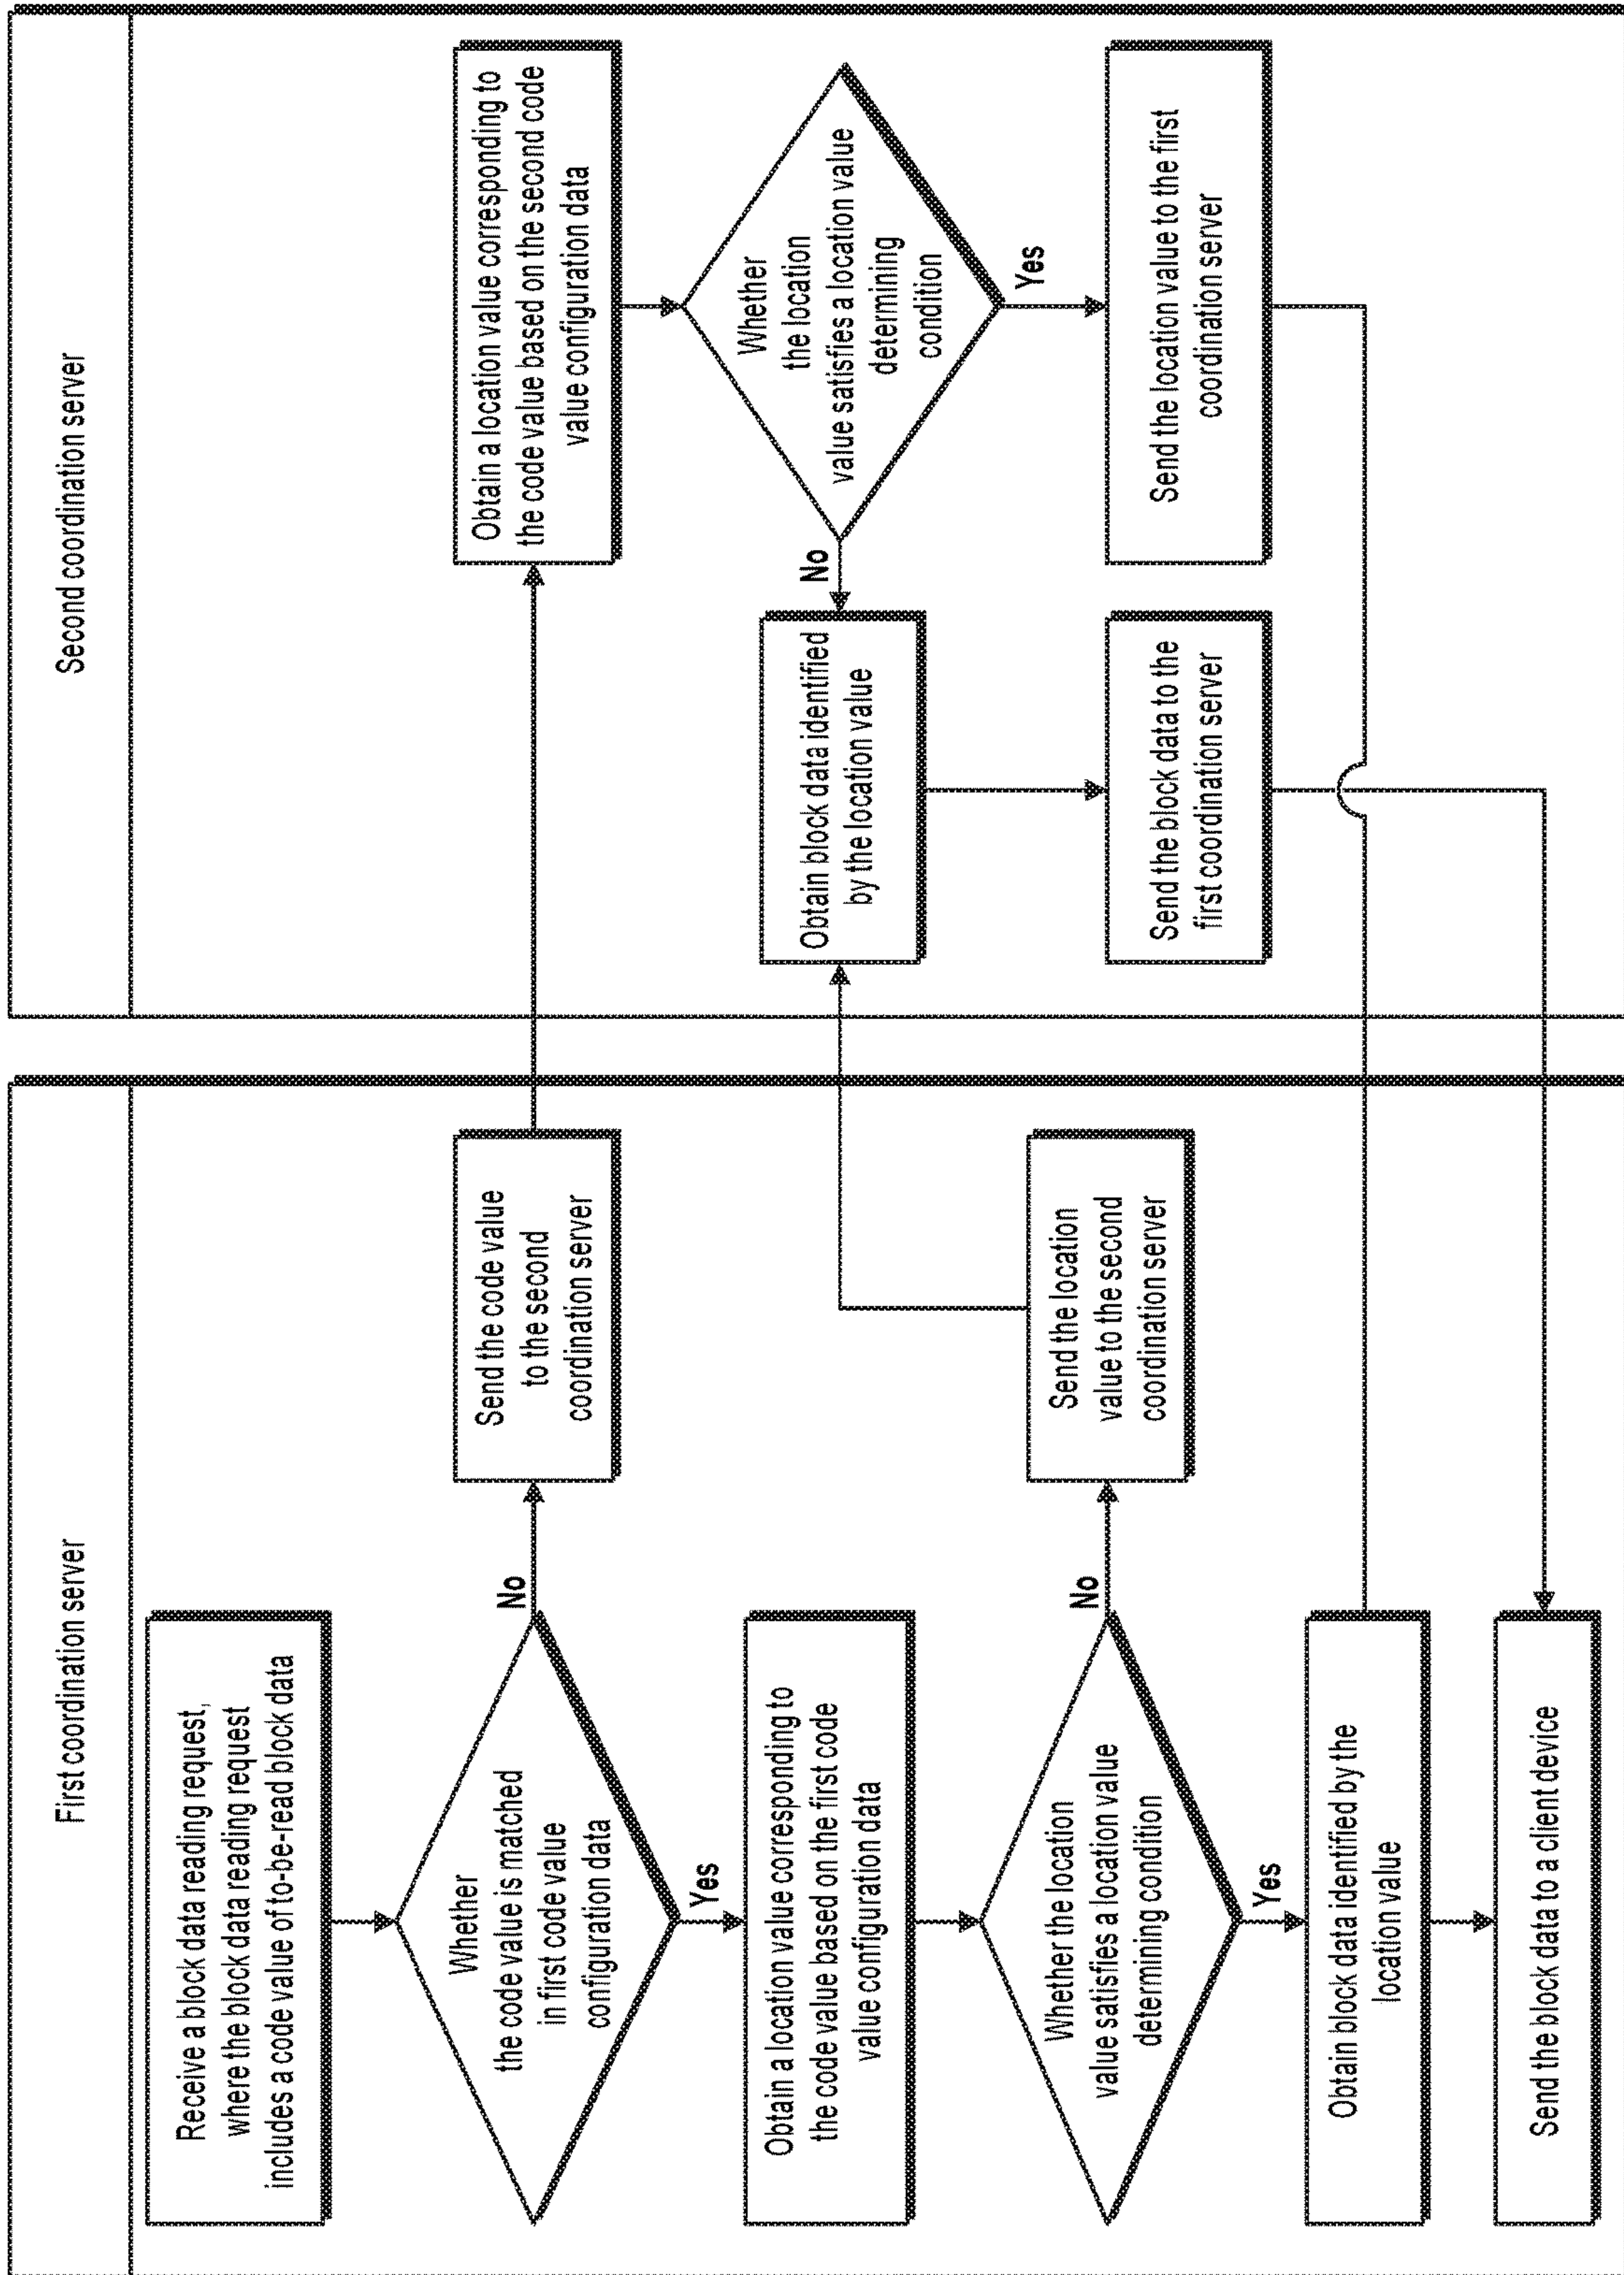 First coordination server
Receive a block data reading request,
where the block data reading request
includes a code value of to-be-read block data
Whether
the code value is matched
in first code value
configuration data
No
Yes
Send the code value
to the second
coordination server
Obtain a location value corresponding to
the code value based on the first code
value configuration data
Whether the location
value satisfies a location value
determining condition
No
Yes
Send the location
value to the second
coordination server
Obtain block data identified by the
location value
Send the block data to a client device
Second coordination server
Obtain a location value corresponding to
the code value based on the second code
value configuration data
Whether
the location
value satisfies a location value
determining
condition
No
Yes
Obtain block data identified
by the location value
Send the block data to the
first coordination server
Send the location value to the first
coordination server